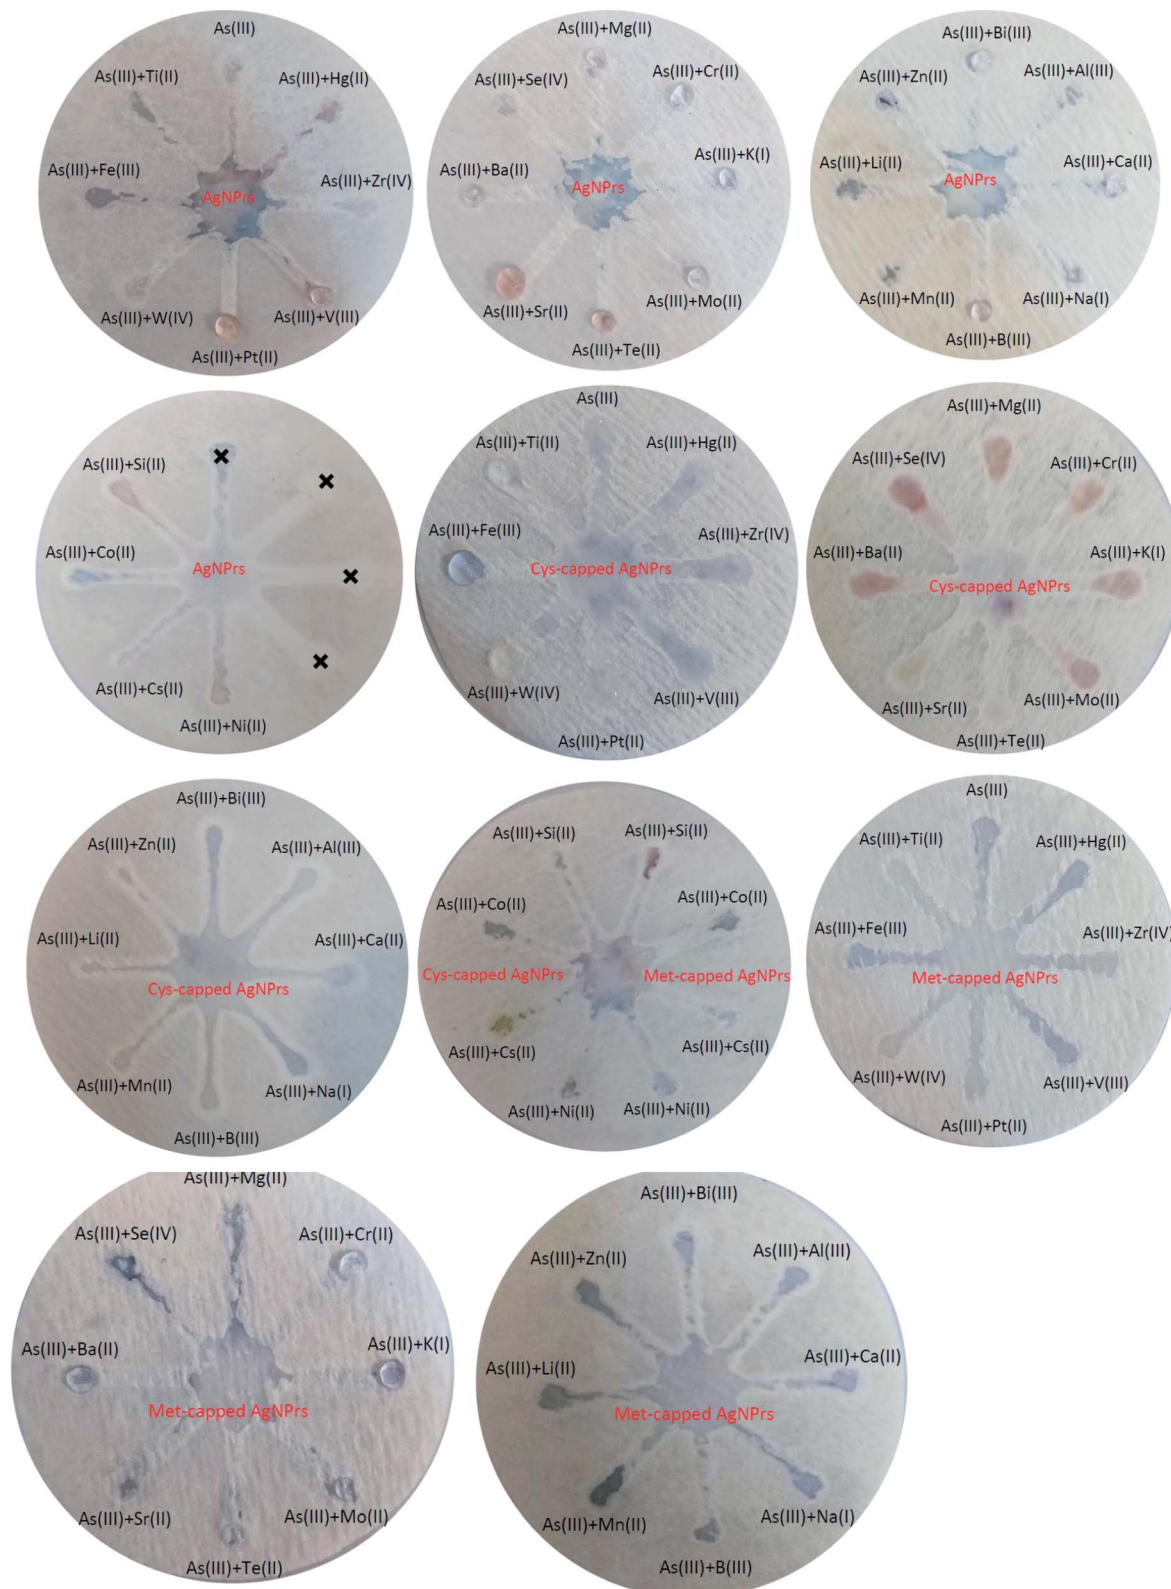 As(III)
As(III)+Ti(II)
As(III)+Hg(II)
As(III)+Fe(III)
As(III)+Zr(IV)
AgNPrs
As(III)+W(IV)
As(III)+V(III)
As(III)+Pt(II)
As(III)+Mg(II)
As(III)+Se(IV)
As(III)+Cr(II)
As(III)+Ba(II)
As(III)+K(I)
AgNPrs
As(III)+Sr(II)
As(III)+Mo(II)
As(III)+Te(II)
As(III)+Bi(III)
As(III)+Zn(II)
As(III)+Al(III)
As(III)+Li(II)
As(III)+Ca(II)
AgNPrs
As(III)+Mn(II)
As(III)+Na(I)
As(III)+B(III)
As(III)+Si(II)
As(III)+Co(II)
AgNPrs
As(III)+Cs(II)
As(III)+Ni(II)
As(III)
As(III)+Ti(II)
As(III)+Hg(II)
As(III)+Fe(III)
As(III)+Zr(IV)
Cys-capped AgNPrs
As(III)+W(IV)
As(III)+V(III)
As(III)+Pt(II)
As(III)+Mg(II)
As(III)+Se(IV)
As(III)+Cr(II)
As(III)+Ba(II)
As(III)+K(I)
Cys-capped AgNPrs
As(III)+Sr(II)
As(III)+Mo(II)
As(III)+Te(II)
As(III)+Bi(III)
As(III)+Zn(II)
As(III)+Al(III)
As(III)+Li(II)
As(III)+Ca(II)
Cys-capped AgNPrs
As(III)+Mn(II)
As(III)+Na(I)
As(III)+B(III)
As(III)+Si(II)
As(III)+Si(II)
As(III)+Co(II)
As(III)+Co(II)
Cys-capped AgNPrs
Met-capped AgNPrs
As(III)+Cs(II)
As(III)+Cs(II)
As(III)+Ni(II)
As(III)+Ni(II)
As(III)
As(III)+Ti(II)
As(III)+Hg(II)
As(III)+Fe(III)
As(III)+Zr(IV)
Met-capped AgNPrs
As(III)+W(IV)
As(III)+V(III)
As(III)+Pt(II)
As(III)+Mg(II)
As(III)+Se(IV)
As(III)+Cr(II)
As(III)+Ba(II)
As(III)+K(I)
Met-capped AgNPrs
As(III)+Sr(II)
As(III)+Mo(II)
As(III)+Te(II)
As(III)+Bi(III)
As(III)+Zn(II)
As(III)+Al(III)
As(III)+Li(II)
As(III)+Ca(II)
Met-capped AgNPrs
As(III)+Mn(II)
As(III)+Na(I)
As(III)+B(III)